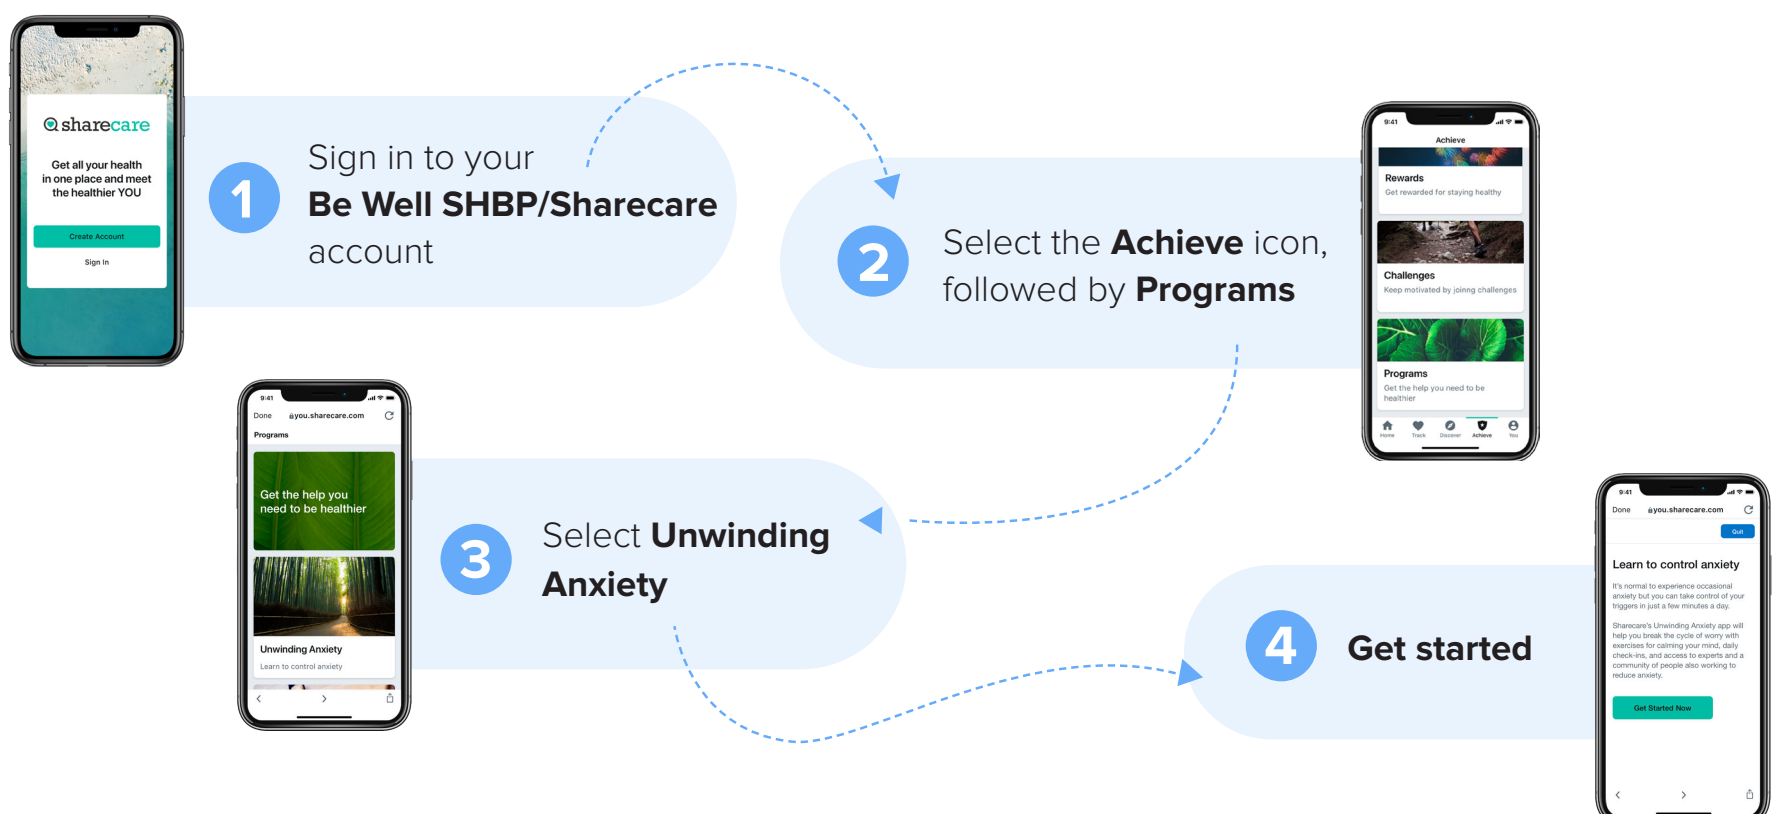 sharecare
Get all your health
in one place and meet
the healthier YOU
Create Account
Sign In
1
Sign in to your
Be Well SHBP/Sharecare
account
2
Select the Achieve icon,
followed by Programs
9:41
Achieve
Rewards
Get rewarded for staying healthy
Challenges
Keep motivated by joinng challenges
Programs
Get the help you need to be
healthier
Home Track Discover Achieve You
9:41
Done you.sharecare.com
Programs
Get the help you
need to be healthier
Unwinding Anxiety
Learn to control anxiety
3
Select Unwinding
Anxiety
4
Get started
9:41
Done you.sharecare.com
Quit
Learn to control anxiety
It's normal to experience occasional
anxiety but you can take control of your
triggers in just a few minutes a day.
Sharecare's Unwinding Anxiety app will
help you break the cycle of worry with
exercises for calming your mind, daily
check-ins, and access to experts and a
community of people also working to
reduce anxiety.
Get Started Now